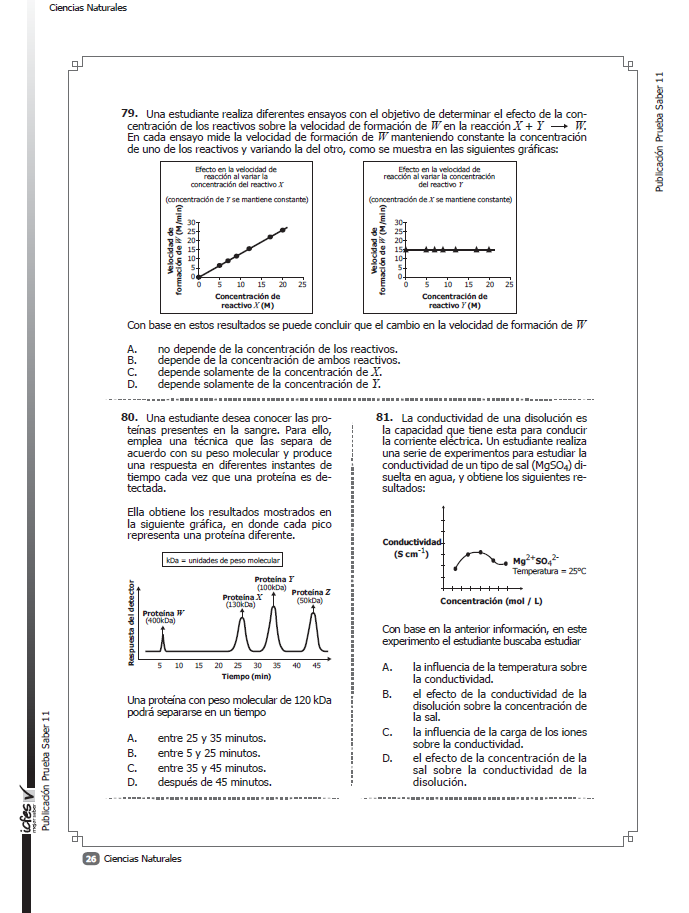 Ciencias Naturales
Publicación Prueba Saber 11
79. Una estudiante realiza diferentes ensayos con el objetivo de determinar el efecto de la con-
centración de los reactivos sobre la velocidad de formación de W en la reacción X + Y ⟶ W.
En cada ensayo mide la velocidad de formación de W manteniendo constante la concentración
de uno de los reactivos y variando la del otro, como se muestra en las siguientes gráficas:
Efecto en la velocidad de
reacción al variar la
concentración del reactivo X
(concentración de Y se mantiene constante)
Velocidad de
formación de W (M/min)
30
25
20
15
10
5
0
0 5 10 15 20 25
Concentración de
reactivo X (M)
Efecto en la velocidad de
reacción al variar la concentración
del reactivo Y
(concentración de X se mantiene constante)
Velocidad de
formación de W (M/min)
30
25
20
15
10
5
0
0 5 10 15 20 25
Concentración de
reactivo Y (M)
Con base en estos resultados se puede concluir que el cambio en la velocidad de formación de W
A. no depende de la concentración de los reactivos.
B. depende de la concentración de ambos reactivos.
C. depende solamente de la concentración de X.
D. depende solamente de la concentración de Y.
80. Una estudiante desea conocer las pro-
teínas presentes en la sangre. Para ello,
emplea una técnica que las separa de
acuerdo con su peso molecular y produce
una respuesta en diferentes instantes de
tiempo cada vez que una proteína es de-
tectada.
Ella obtiene los resultados mostrados en
la siguiente gráfica, en donde cada pico
representa una proteína diferente.
kDa = unidades de peso molecular
Respuesta del detector
Proteína W
(400kDa)
Proteína X
(130kDa)
Proteína Y
(100kDa)
Proteína Z
(50kDa)
5 10 15 20 25 30 35 40 45
Tiempo (min)
Una proteína con peso molecular de 120 kDa
podrá separarse en un tiempo
A. entre 25 y 35 minutos.
B. entre 5 y 25 minutos.
C. entre 35 y 45 minutos.
D. después de 45 minutos.
81. La conductividad de una disolución es
la capacidad que tiene esta para conducir
la corriente eléctrica. Un estudiante realiza
una serie de experimentos para estudiar la
conductividad de un tipo de sal (MgSO₄) di-
suelta en agua, y obtiene los siguientes re-
sultados:
Conductividad
(S cm⁻¹)
Mg²⁺SO₄²⁻
Temperatura = 25ºC
Concentración (mol / L)
Con base en la anterior información, en este
experimento el estudiante buscaba estudiar
A. la influencia de la temperatura sobre
la conductividad.
B. el efecto de la conductividad de la
disolución sobre la concentración de
la sal.
C. la influencia de la carga de los iones
sobre la conductividad.
D. el efecto de la concentración de la
sal sobre la conductividad de la
disolución.
Publicación Prueba Saber 11
icfes
26 Ciencias Naturales